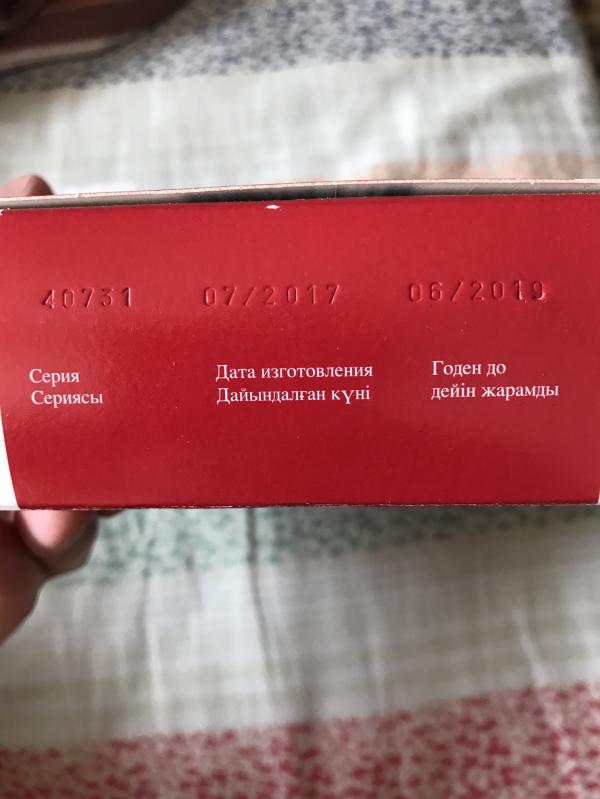 40731 07/2017 06/2019
Серия Дата изготовления Годен до
Сериясы Дайындалған күні дейін жарамды